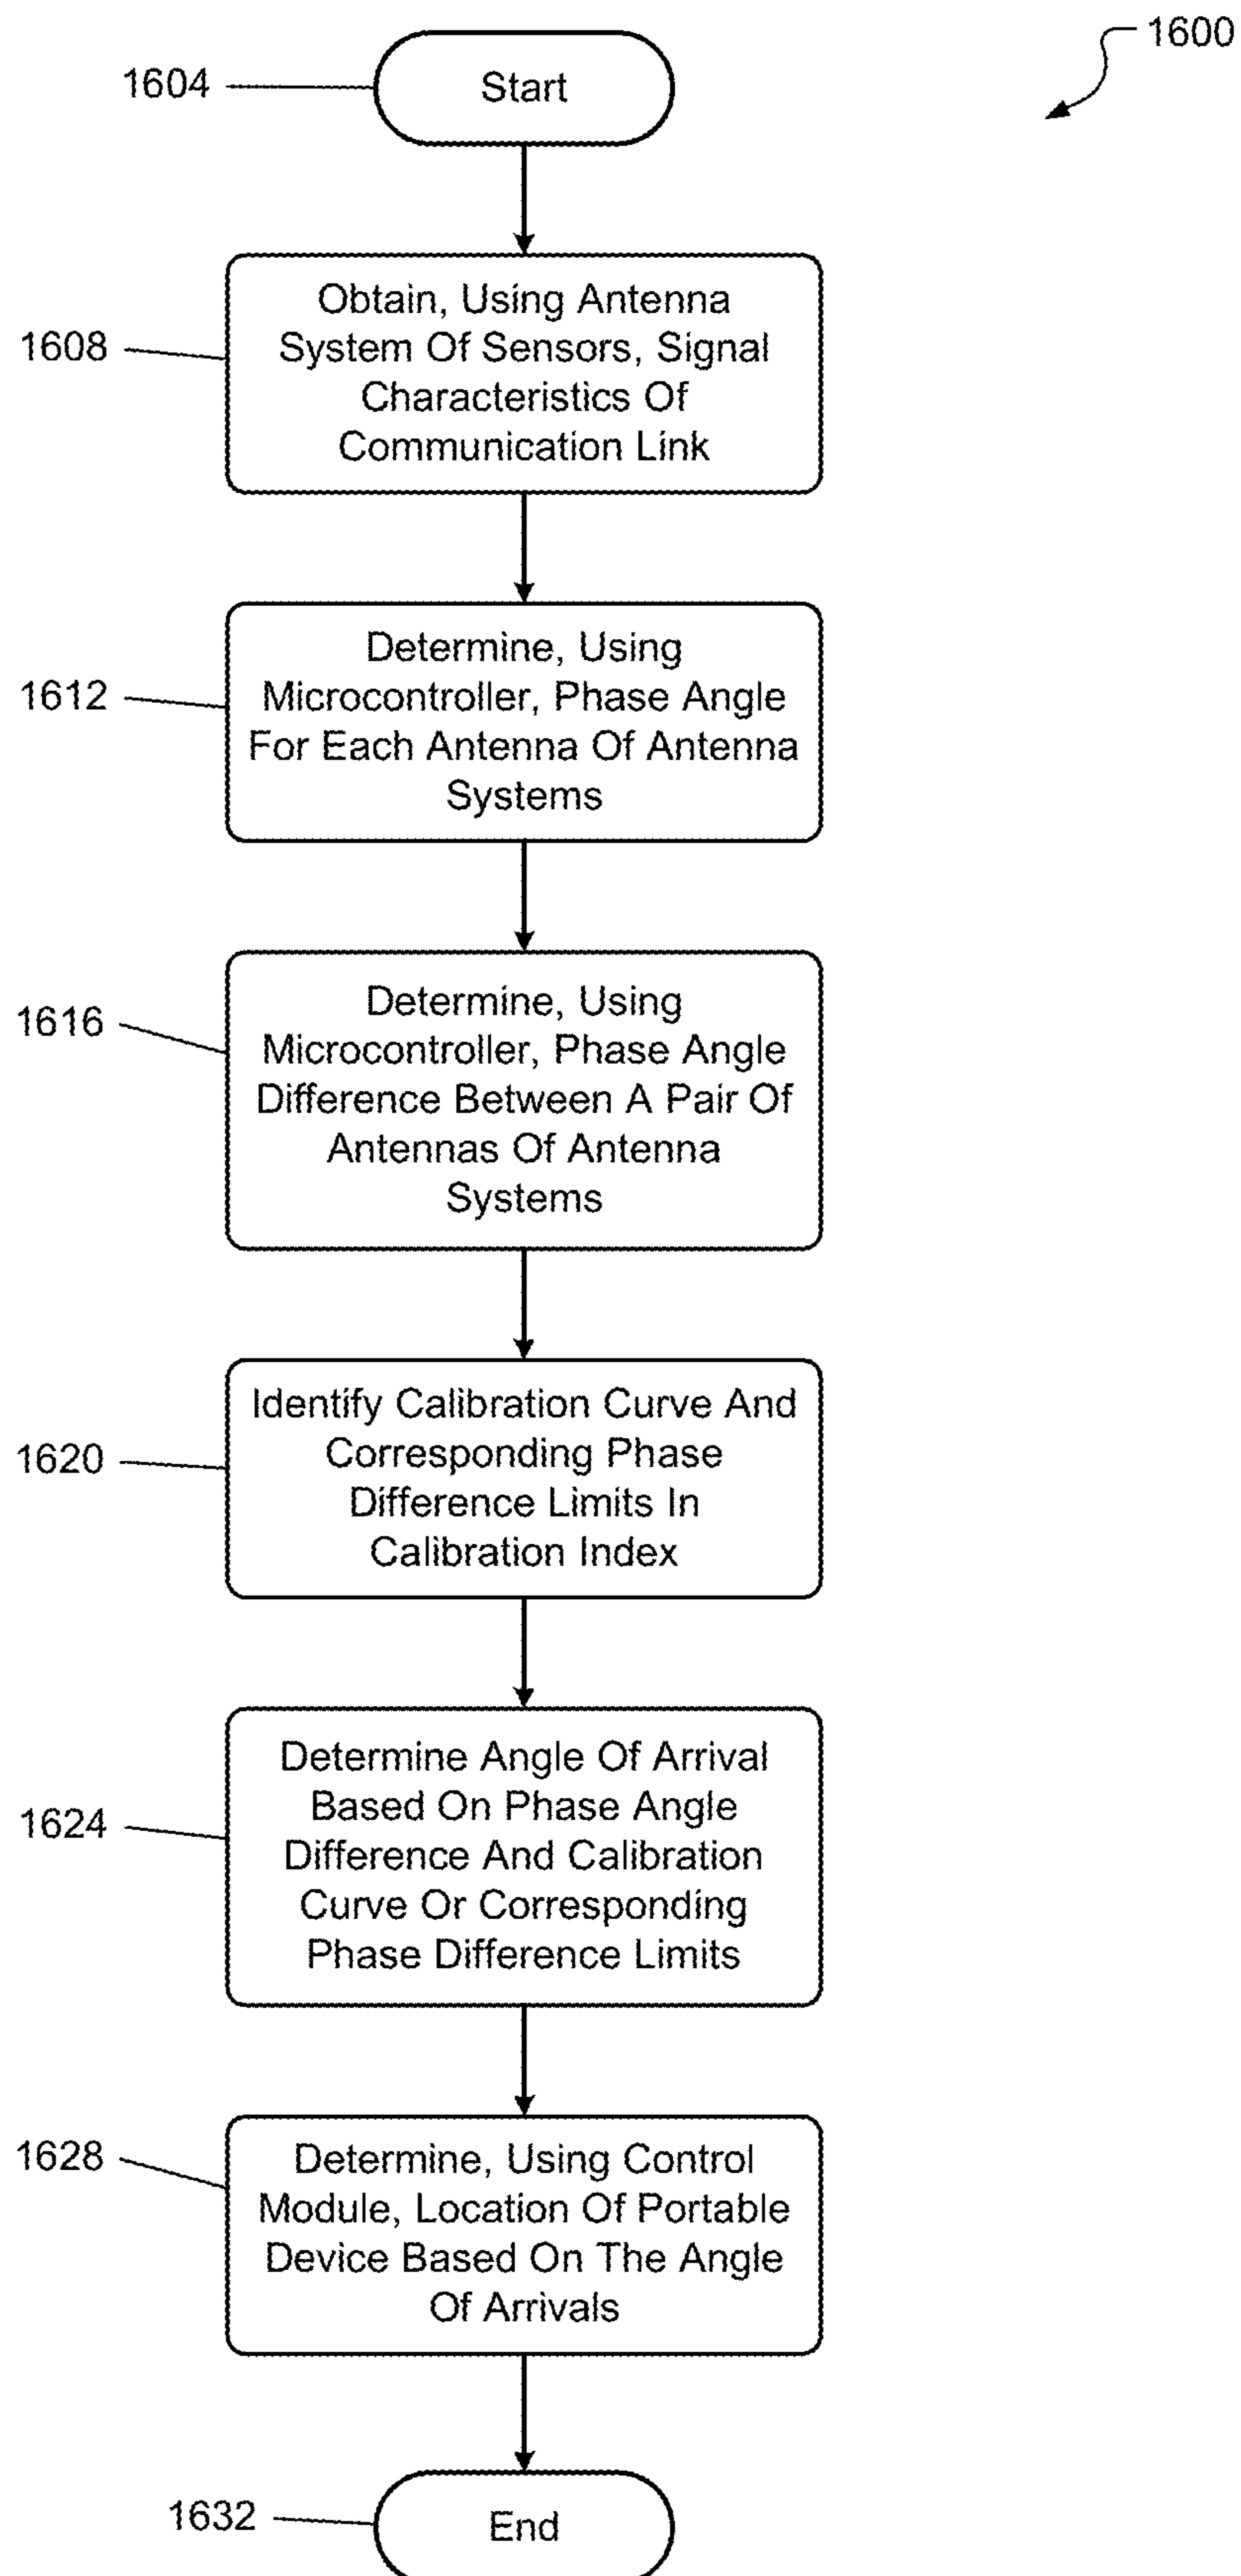 1600
1604
Start
1608
Obtain, Using Antenna
System Of Sensors, Signal
Characteristics Of
Communication Link
1612
Determine, Using
Microcontroller, Phase Angle
For Each Antenna Of Antenna
Systems
1616
Determine, Using
Microcontroller, Phase Angle
Difference Between A Pair Of
Antennas Of Antenna
Systems
1620
Identify Calibration Curve And
Corresponding Phase
Difference Limits In
Calibration Index
1624
Determine Angle Of Arrival
Based On Phase Angle
Difference And Calibration
Curve Or Corresponding
Phase Difference Limits
1628
Determine, Using Control
Module, Location Of Portable
Device Based On The Angle
Of Arrivals
1632
End